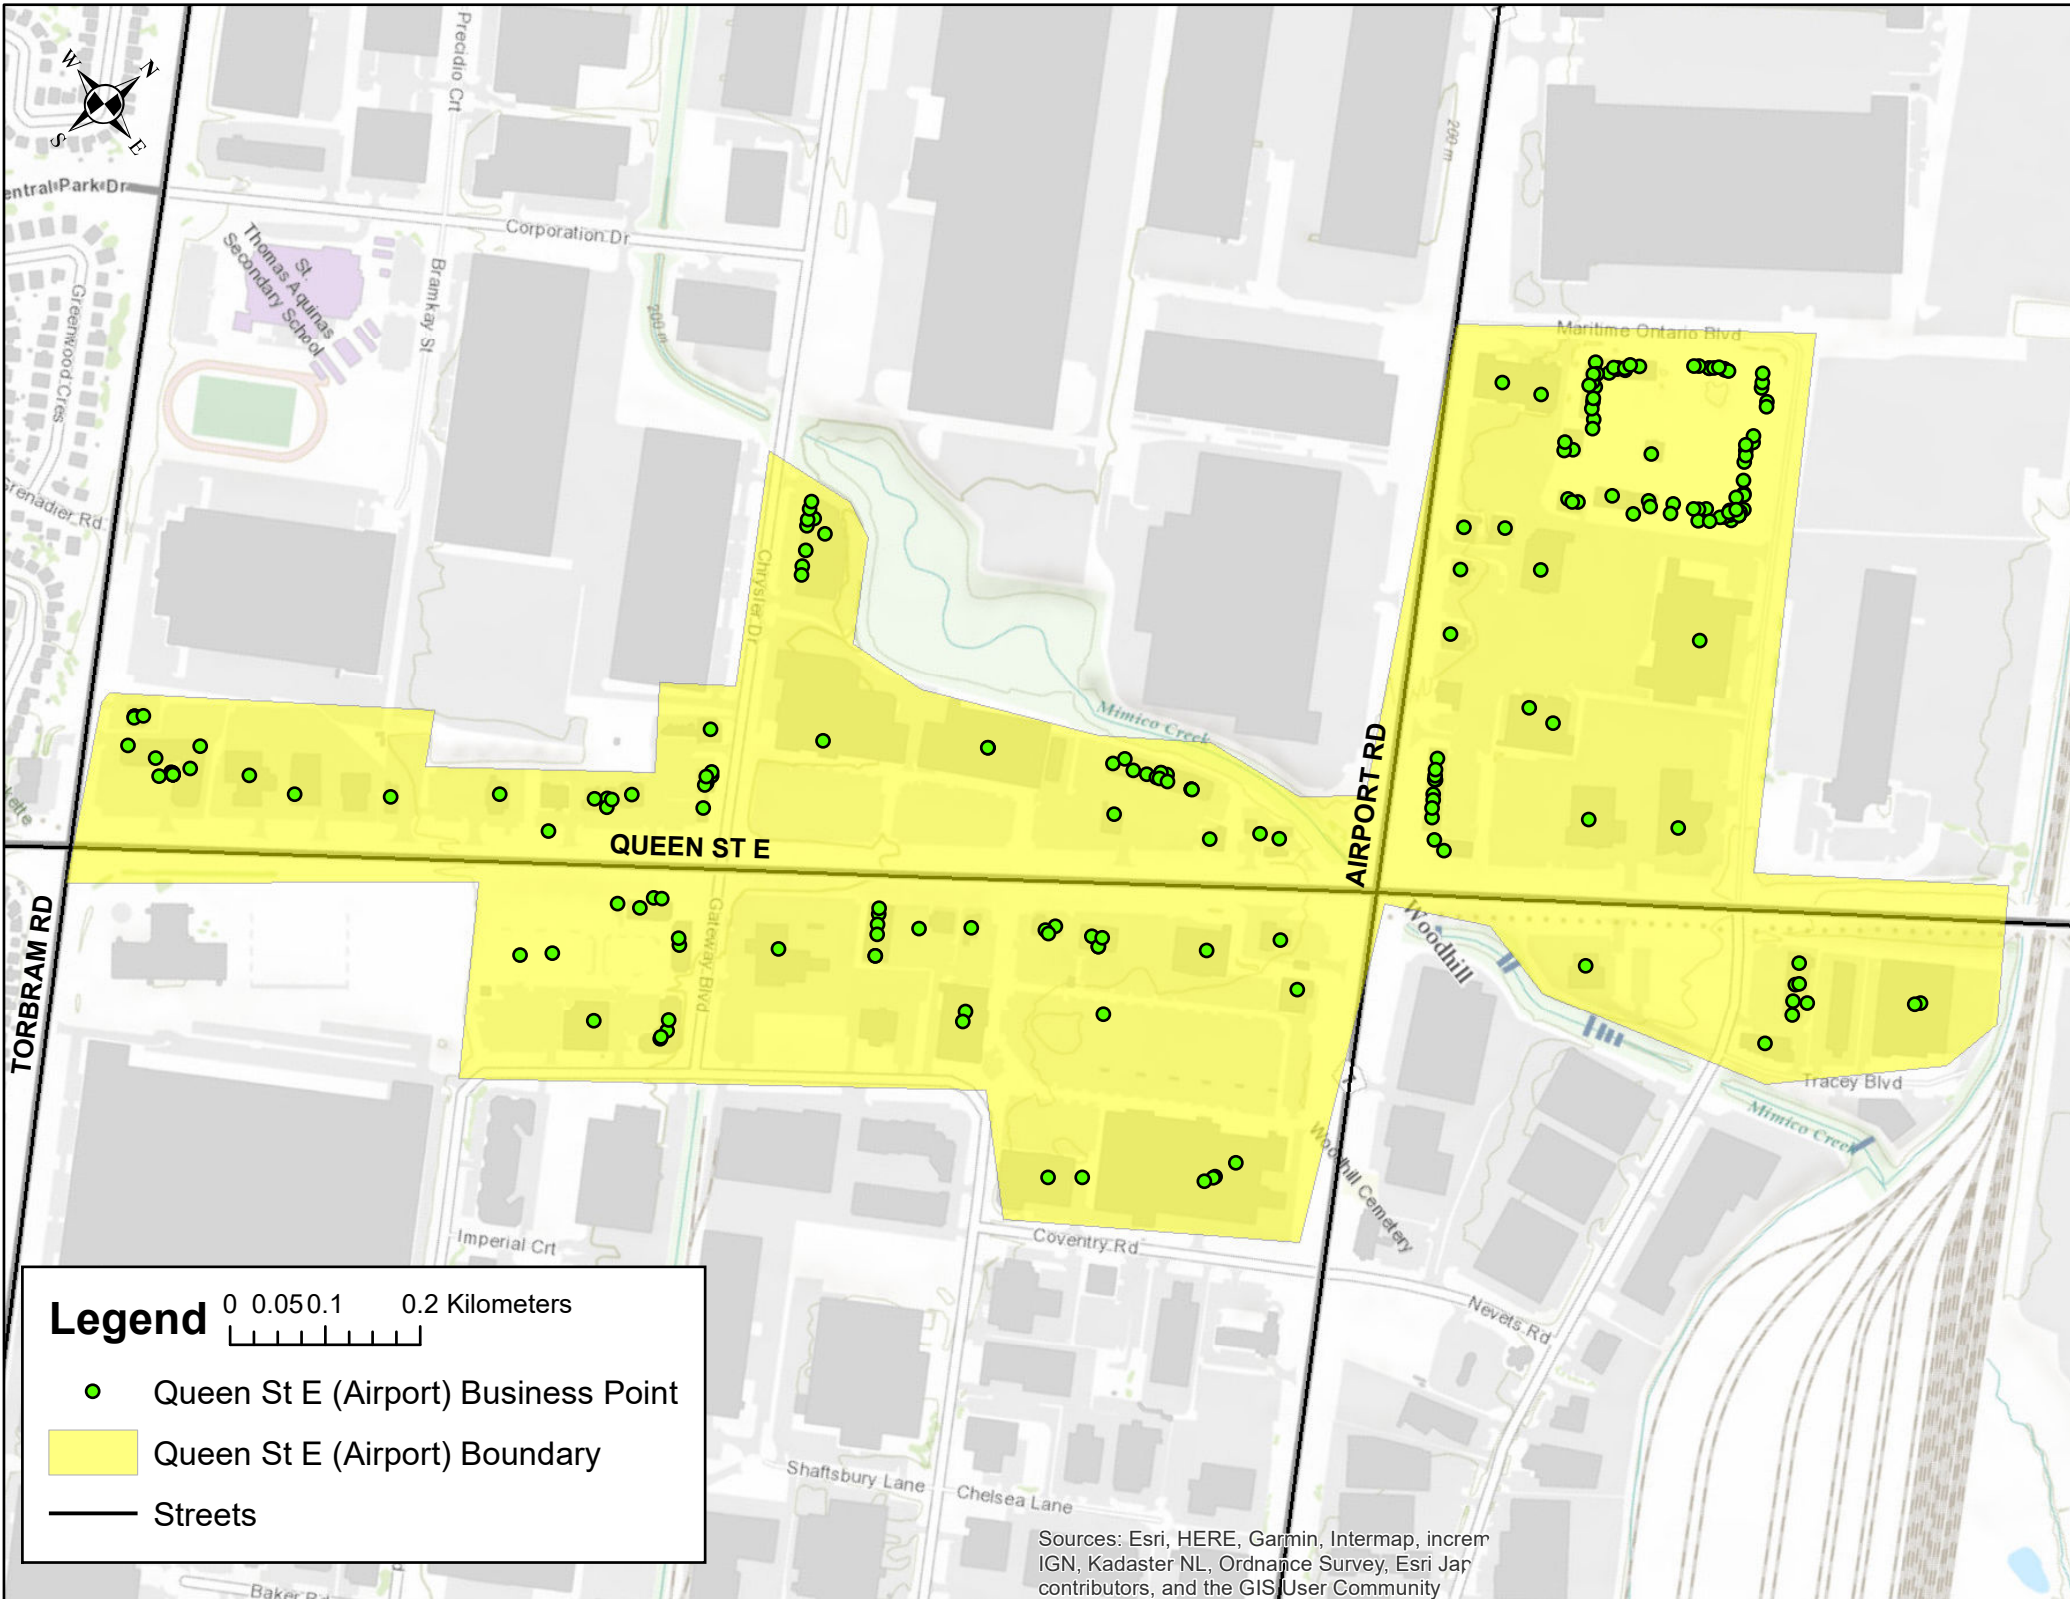 W
N
S
E
Precidio Crt
200 m
entral Park Dr
Corporation Dr
St.
Thomas Aquinas
Secondary School
Bramkay St
Greenwood Cres
200 m
Maritime Ontario Blvd
Grenadier Rd
Chrysler Dr
Mimico Creek
AIRPORT RD
QUEEN ST E
TORBRAM RD
Gateway Blvd
Woodhill
Tracey Blvd
Mimico Creek
Woodhill Cemetery
Coventry Rd
Imperial Crt
Nevets Rd
Legend
0 0.05 0.1 0.2 Kilometers
Queen St E (Airport) Business Point
Queen St E (Airport) Boundary
Streets
Shaftsbury Lane
Chelsea Lane
Sources: Esri, HERE, Garmin, Intermap, increm
IGN, Kadaster NL, Ordnance Survey, Esri Jap
contributors, and the GIS User Community
Baker Rd